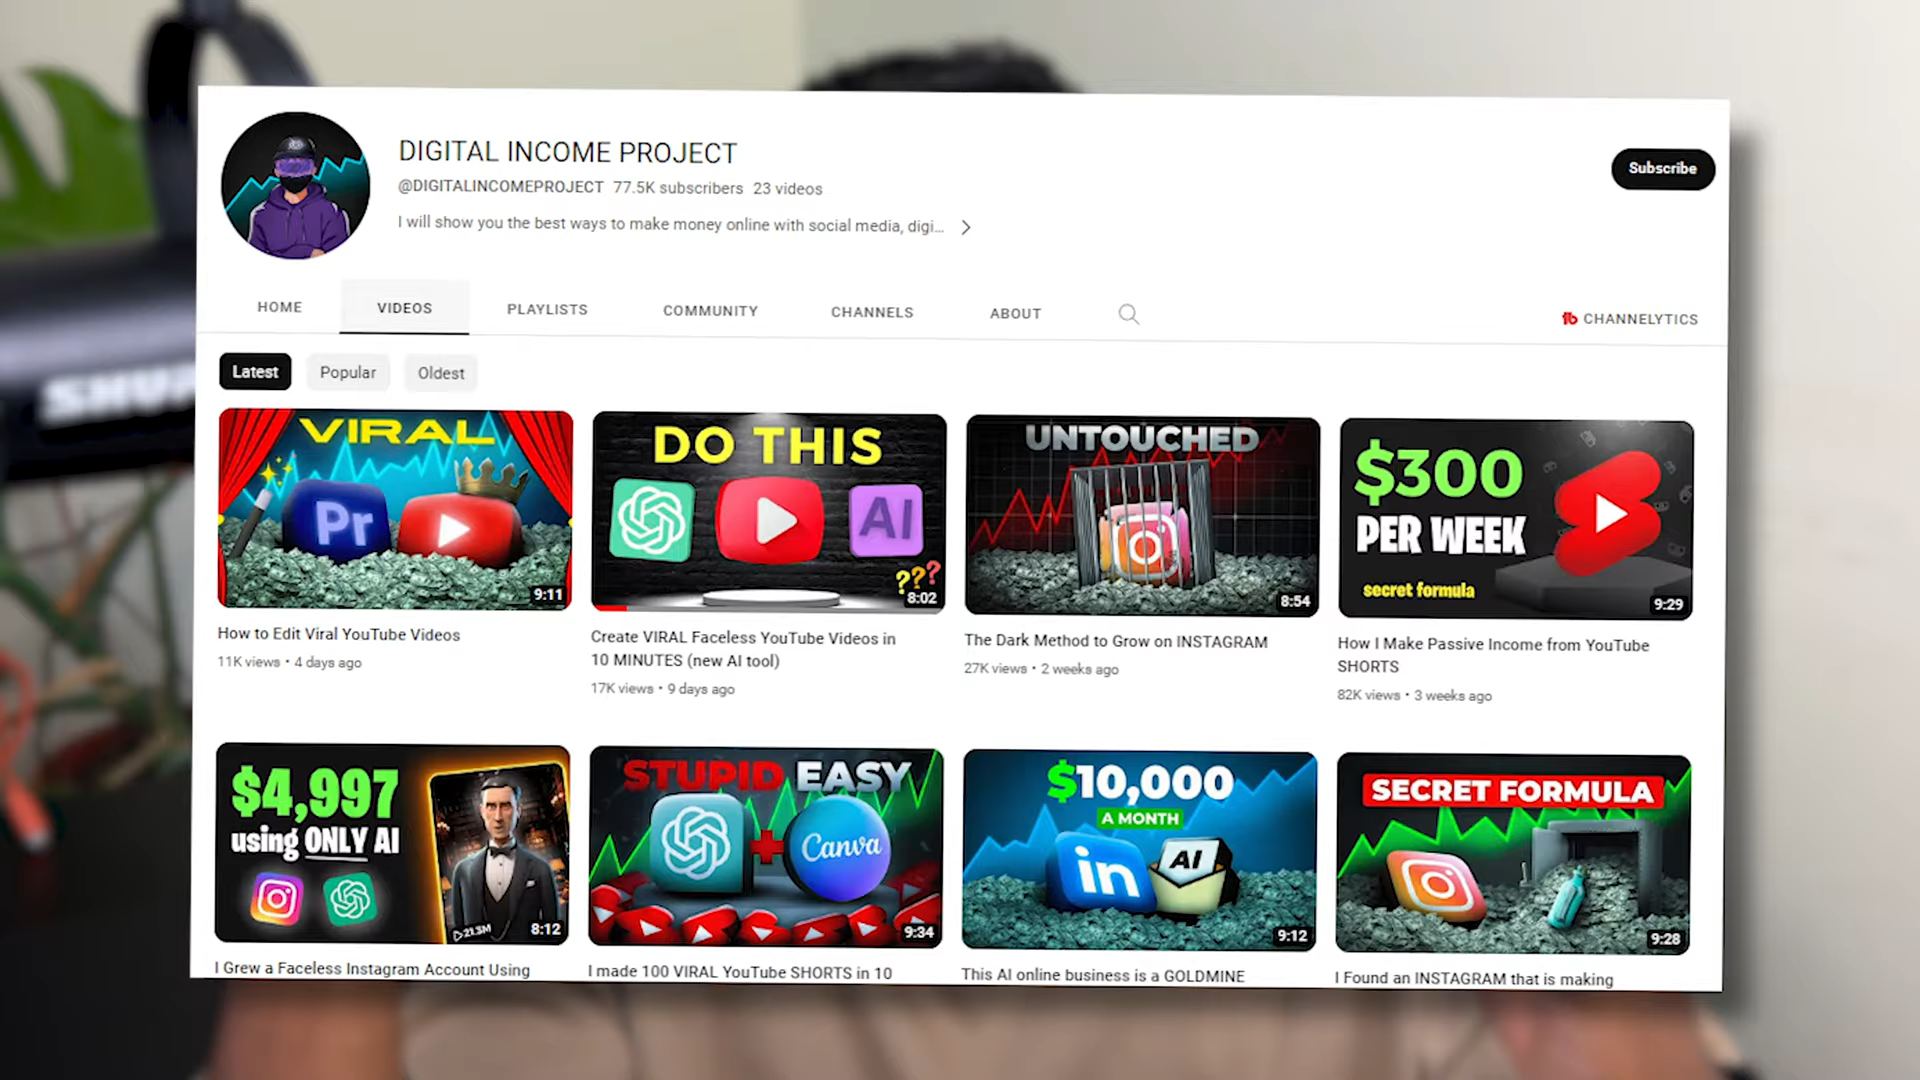 DIGITAL INCOME PROJECT
@DIGITALINCOMEPROJECT 77.5K subscribers 23 videos
I will show you the best ways to make money online with social media, digi...
Subscribe
HOME VIDEOS PLAYLISTS COMMUNITY CHANNELS ABOUT
CHANNELYTICS
Latest Popular Oldest
SHUR
VIRAL
Pr
9:11
DO THIS
AI
???
8:02
UNTOUCHED
8:54
$300
PER WEEK
secret formula
9:29
How to Edit Viral YouTube Videos
11K views • 4 days ago
Create VIRAL Faceless YouTube Videos in
10 MINUTES (new AI tool)
17K views • 9 days ago
The Dark Method to Grow on INSTAGRAM
27K views • 2 weeks ago
How I Make Passive Income from YouTube
SHORTS
82K views • 3 weeks ago
$4,997
using ONLY AI
21.3M
8:12
STUPID EASY
Canva
9:34
$10,000
A MONTH
in
AI
9:12
SECRET FORMULA
9:28
I Grew a Faceless Instagram Account Using
I made 100 VIRAL YouTube SHORTS in 10
This AI online business is a GOLDMINE
I Found an INSTAGRAM that is making